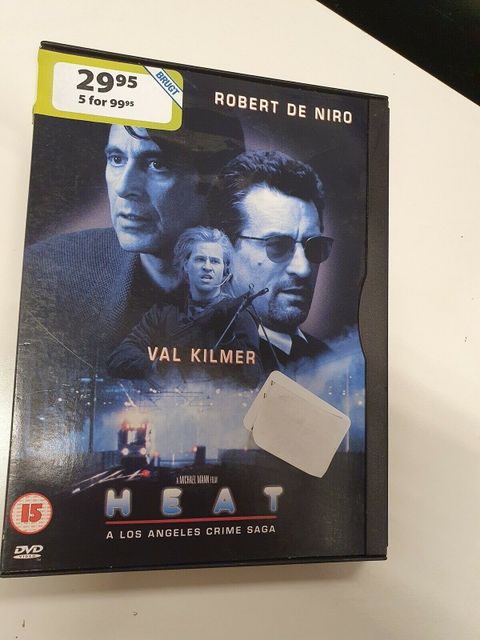 2995
5 for 9995
BRUGT
ROBERT DE NIRO
VAL KILMER
A MICHAEL MANN FILM
HEAT
A LOS ANGELES CRIME SAGA
15
DVD
VIDEO